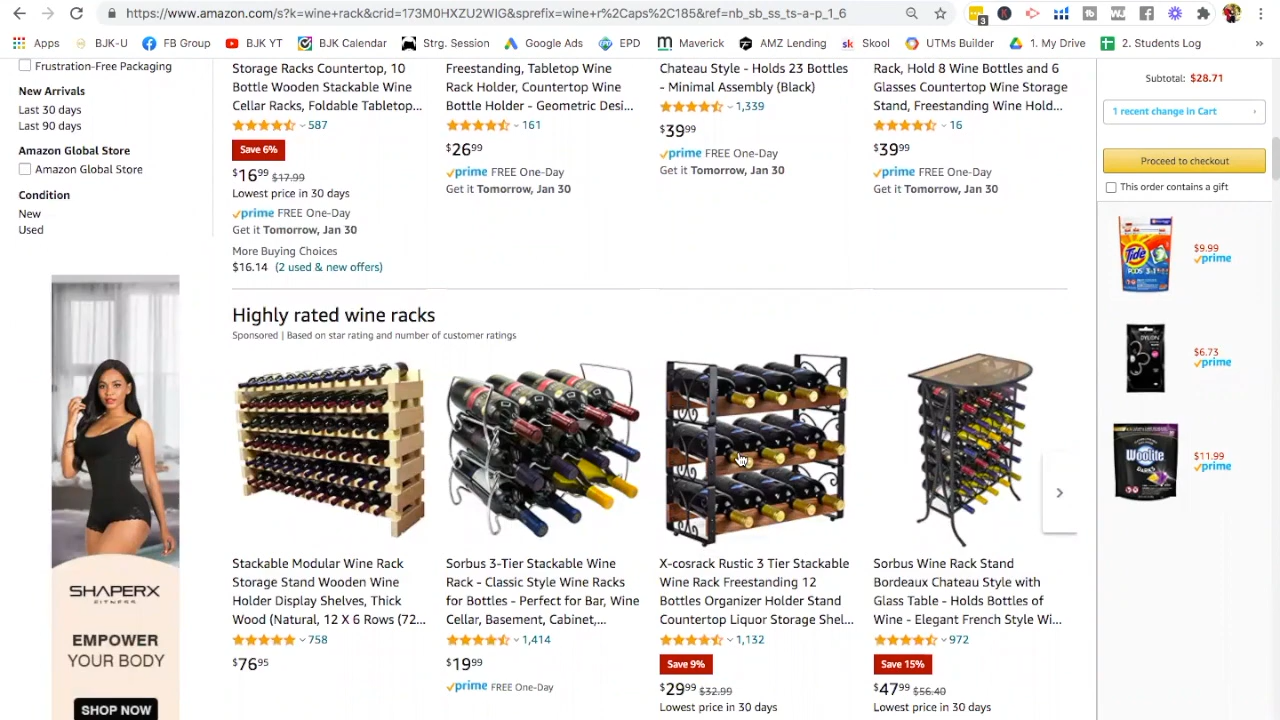 https://www.amazon.com/s?k=wine+rack&crid=173M0HXZU2WIG&sprefix=wine+r%2Caps%2C185&ref=nb_sb_ss_ts-a-p_1_6
3
Apps BJK-U FB Group BJK YT BJK Calendar Strg. Session Google Ads EPD Maverick AMZ Lending sk Skool UTMs Builder 1. My Drive 2. Students Log »
Frustration-Free Packaging
New Arrivals
Last 30 days
Last 90 days
Amazon Global Store
Amazon Global Store
Condition
New
Used
SHAPERX
FITNESS
EMPOWER
YOUR BODY
SHOP NOW
Storage Racks Countertop, 10
Bottle Wooden Stackable Wine
Cellar Racks, Foldable Tabletop...
587
Save 6%
$16.99 $17.99
Lowest price in 30 days
prime FREE One-Day
Get it Tomorrow, Jan 30
More Buying Choices
$16.14 (2 used & new offers)
Freestanding, Tabletop Wine
Rack Holder, Countertop Wine
Bottle Holder - Geometric Desi...
161
$26.99
prime FREE One-Day
Get it Tomorrow, Jan 30
Chateau Style - Holds 23 Bottles
- Minimal Assembly (Black)
1,339
$39.99
prime FREE One-Day
Get it Tomorrow, Jan 30
Rack, Hold 8 Wine Bottles and 6
Glasses Countertop Wine Storage
Stand, Freestanding Wine Hold...
16
$39.99
prime FREE One-Day
Get it Tomorrow, Jan 30
Highly rated wine racks
Sponsored | Based on star rating and number of customer ratings
Stackable Modular Wine Rack
Storage Stand Wooden Wine
Holder Display Shelves, Thick
Wood (Natural, 12 X 6 Rows (72...
758
$76.95
Sorbus 3-Tier Stackable Wine
Rack - Classic Style Wine Racks
for Bottles - Perfect for Bar, Wine
Cellar, Basement, Cabinet,...
1,414
$19.99
prime FREE One-Day
X-cosrack Rustic 3 Tier Stackable
Wine Rack Freestanding 12
Bottles Organizer Holder Stand
Countertop Liquor Storage Shel...
1,132
Save 9%
$29.99 $32.99
Lowest price in 30 days
Sorbus Wine Rack Stand
Bordeaux Chateau Style with
Glass Table - Holds Bottles of
Wine - Elegant French Style Wi...
972
Save 15%
$47.99 $56.40
Lowest price in 30 days
Subtotal: $28.71
1 recent change in Cart
Proceed to checkout
This order contains a gift
Tide
PODS
$9.99
prime
DYLON
$6.73
prime
Woolite
DARKS
$11.99
prime